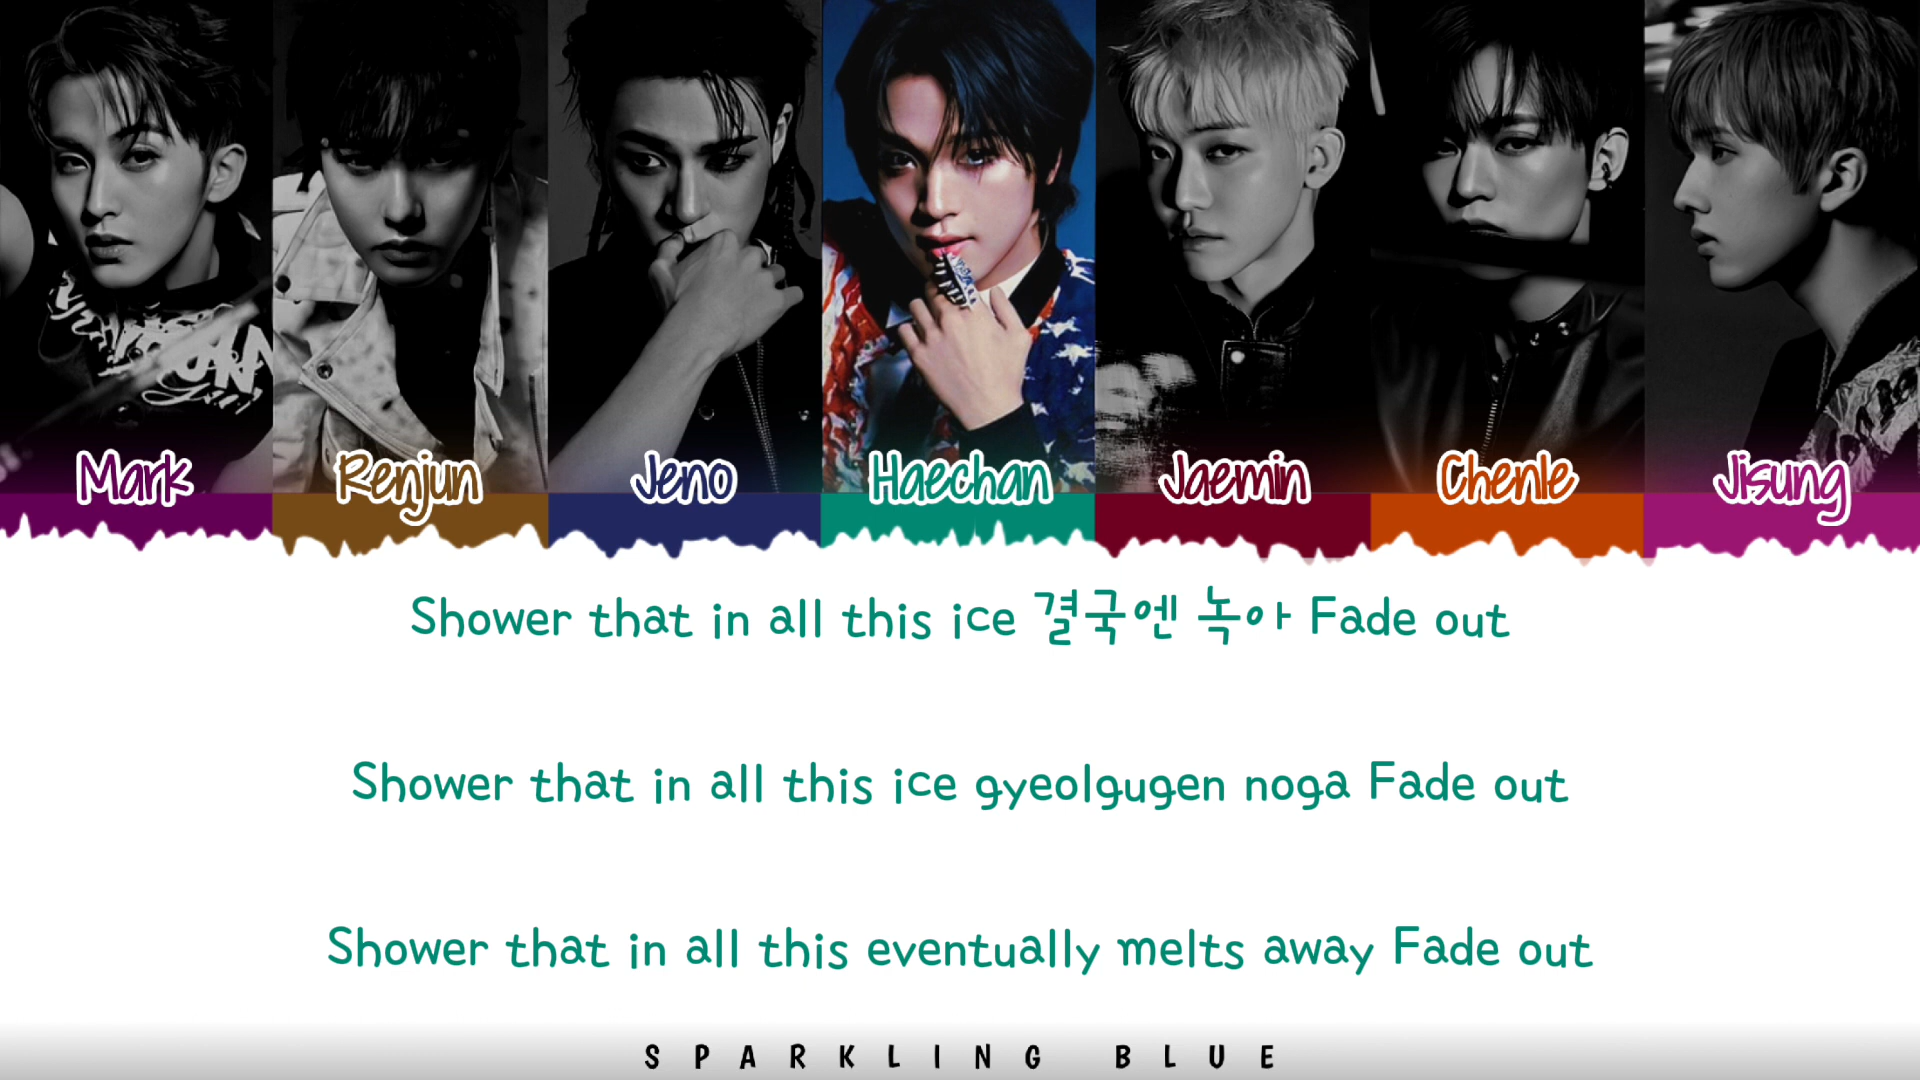 Mark Renjun Jeno Haechan Jaemin Chenle Jisung
Shower that in all this ice 결국엔 녹아 Fade out
Shower that in all this ice gyeolgugen noga Fade out
Shower that in all this eventually melts away Fade out
SPARKLING BLUE